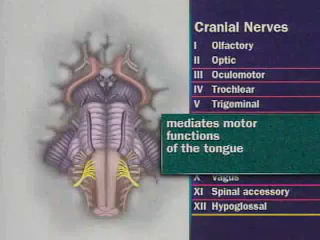 Cranial Nerves
I Olfactory
II Optic
III Oculomotor
IV Trochlear
V Trigeminal
mediates motor
functions
of the tongue
X Vagus
XI Spinal accessory
XII Hypoglossal